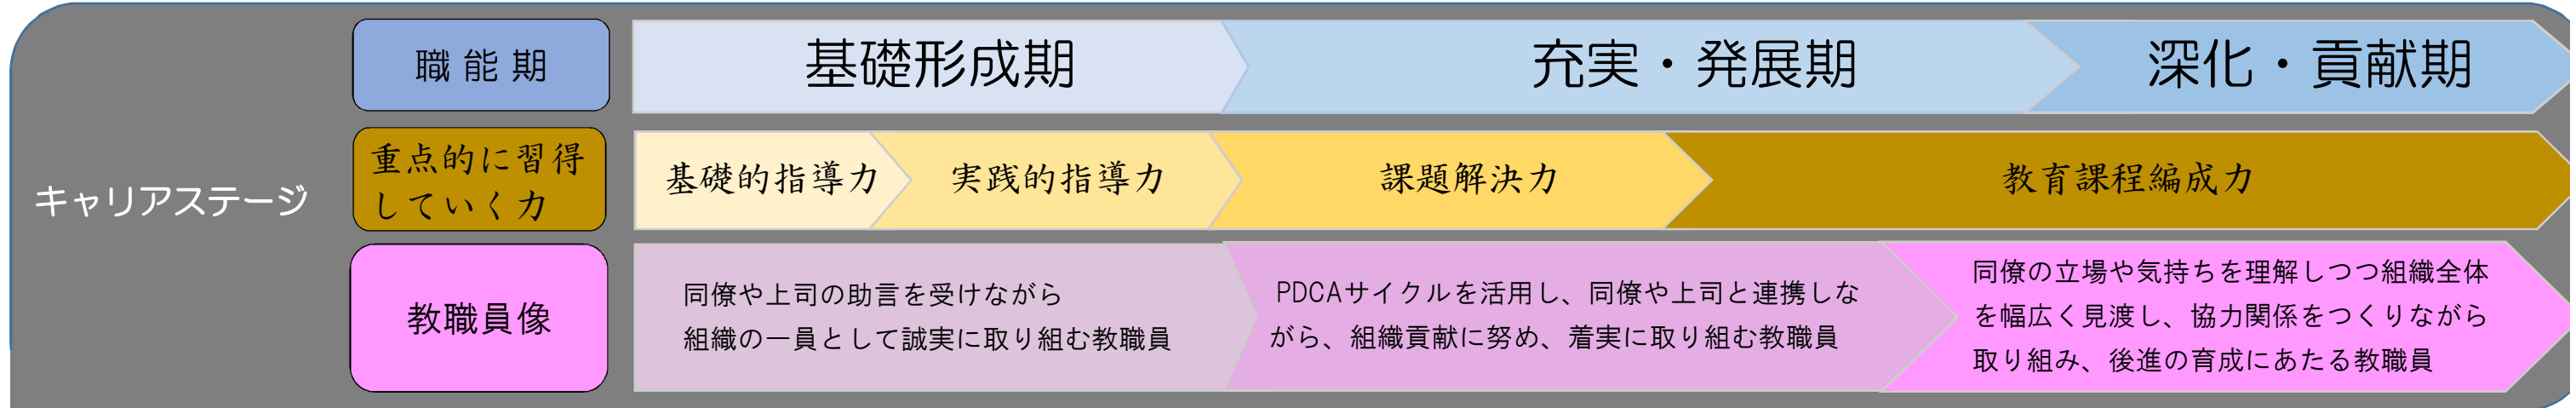 キャリアステージ
職能期
基礎形成期
充実・発展期
深化・貢献期
重点的に習得
していく力
基礎的指導力
実践的指導力
課題解決力
教育課程編成力
教職員像
同僚や上司の助言を受けながら
組織の一員として誠実に取り組む教職員
PDCAサイクルを活用し、同僚や上司と連携しな
がら、組織貢献に努め、着実に取り組む教職員
同僚の立場や気持ちを理解しつつ組織全体
を幅広く見渡し、協力関係をつくりながら
取り組み、後進の育成にあたる教職員